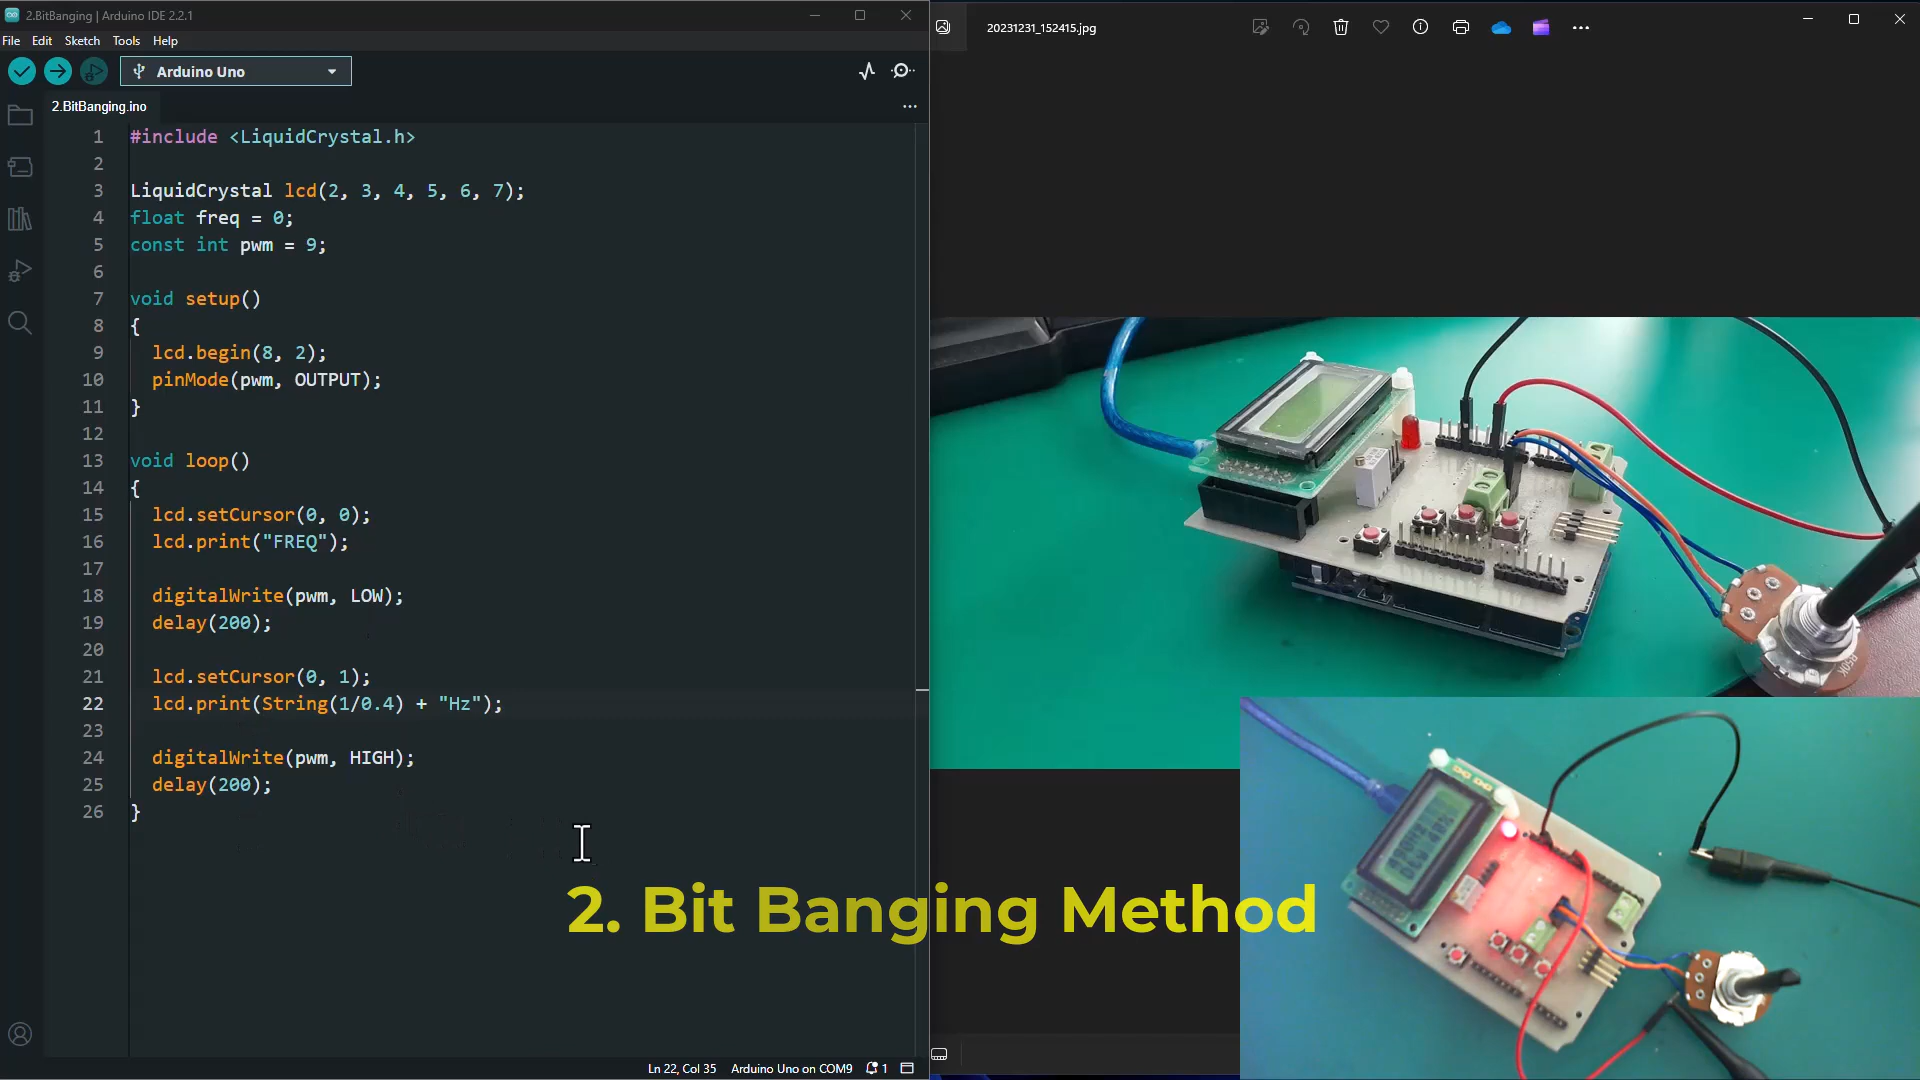 2.BitBanging | Arduino IDE 2.2.1
File Edit Sketch Tools Help
Arduino Uno
2.BitBanging.ino
1 #include <LiquidCrystal.h>
2
3 LiquidCrystal lcd(2, 3, 4, 5, 6, 7);
4 float freq = 0;
5 const int pwm = 9;
6
7 void setup()
8 {
9 lcd.begin(8, 2);
10 pinMode(pwm, OUTPUT);
11 }
12
13 void loop()
14 {
15 lcd.setCursor(0, 0);
16 lcd.print("FREQ");
17
18 digitalWrite(pwm, LOW);
19 delay(200);
20
21 lcd.setCursor(0, 1);
22 lcd.print(String(1/0.4) + "Hz");
23
24 digitalWrite(pwm, HIGH);
25 delay(200);
26 }
Ln 22, Col 35 Arduino Uno on COM9 1
20231231_152415.jpg
2. Bit Banging Method